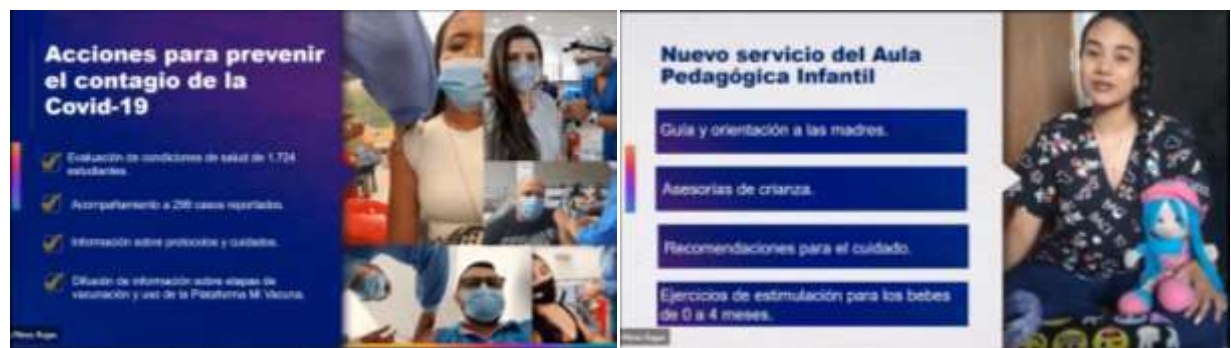 Acciones para prevenir
el contagio de la
Covid-19
Evaluación de condiciones de salud de 1.724
estudiantes.
Acompañamiento a 298 casos reportados.
Información sobre protocolos y cuidados.
Difusión de información sobre etapas de
vacunación y uso de la Plataforma Mi Vacuna.
Nuevo servicio del Aula
Pedagógica Infantil
Guía y orientación a las madres.
Asesorías de crianza.
Recomendaciones para el cuidado.
Ejercicios de estimulación para los bebes
de 0 a 4 meses.